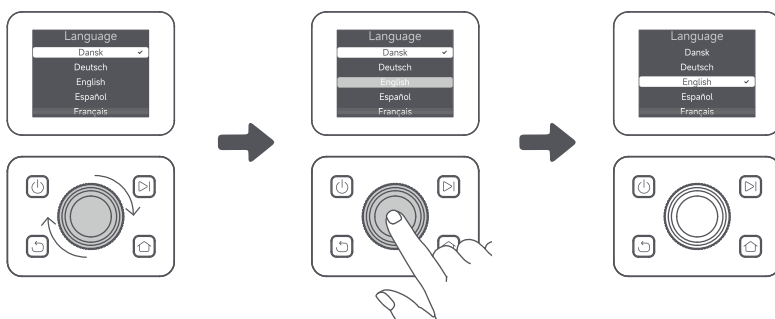 Language
Dansk
Deutsch
English
Español
Français
Language
Dansk
Deutsch
English
Español
Français
Language
Dansk
Deutsch
English
Español
Français